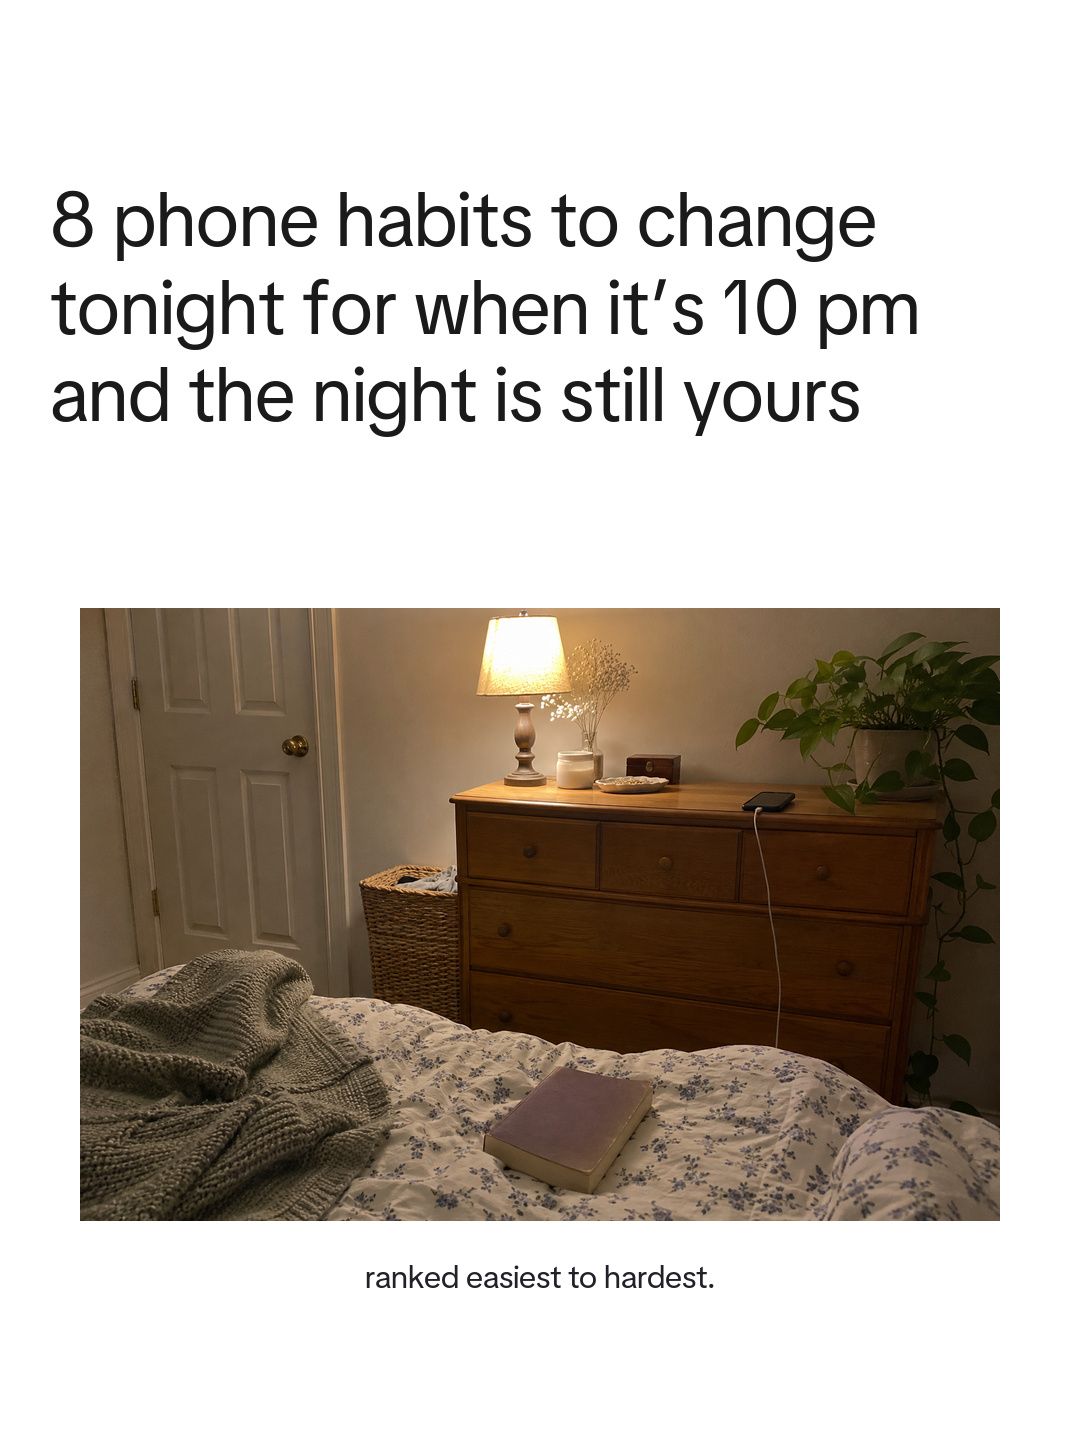 8 phone habits to change
tonight for when it’s 10 pm
and the night is still yours
ranked easiest to hardest.